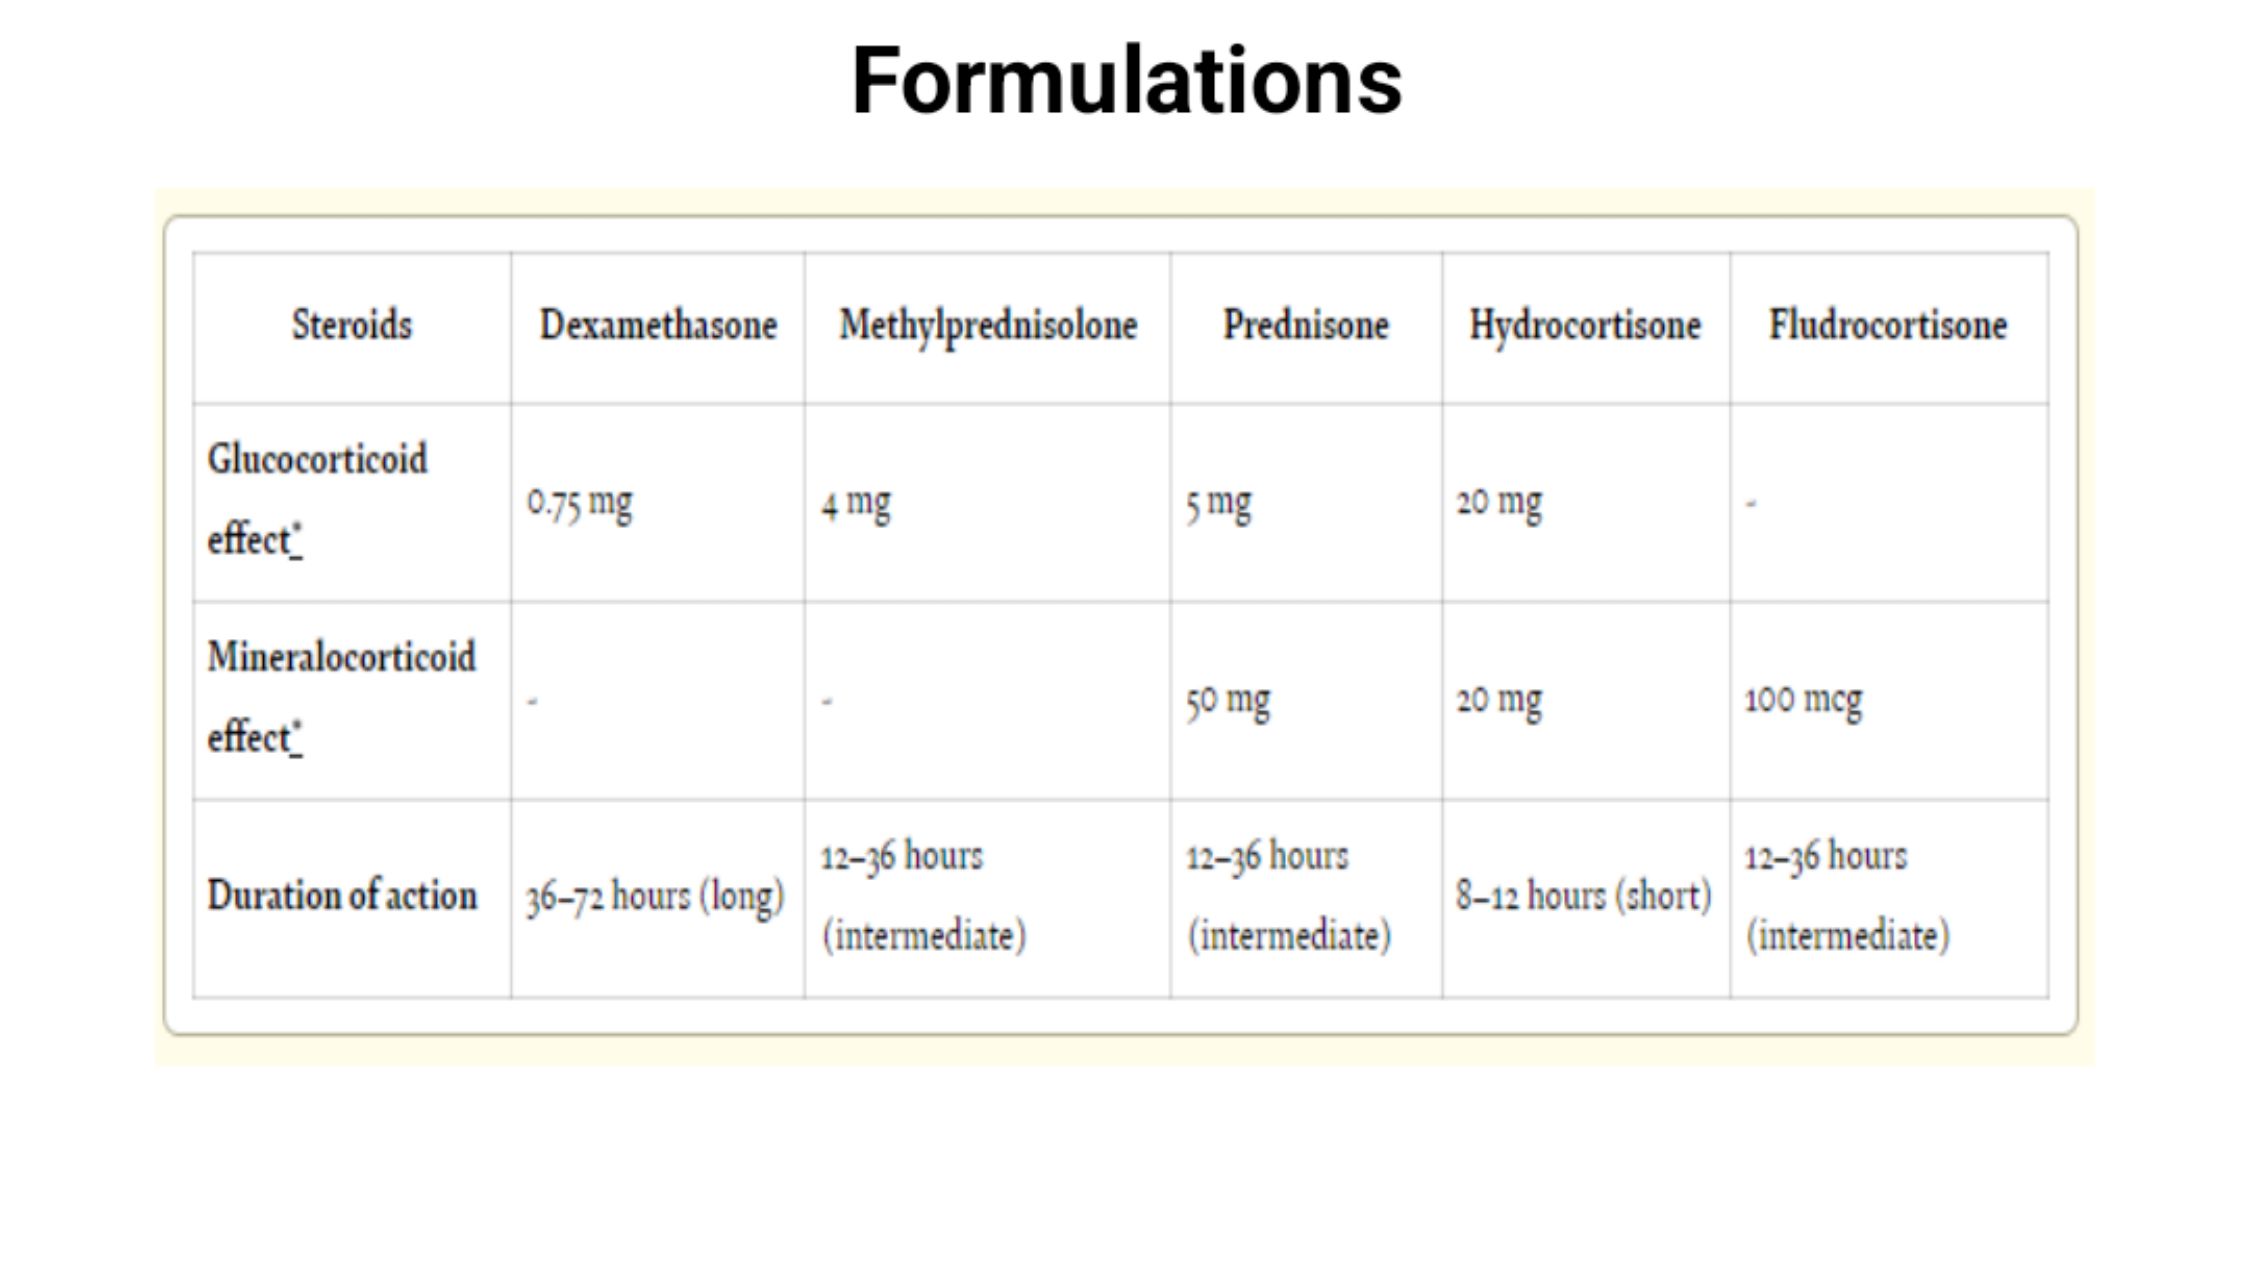 Formulations
Steroids Dexamethasone Methylprednisolone Prednisone Hydrocortisone Fludrocortisone
Glucocorticoid
effect*
0.75 mg 4 mg 5 mg 20 mg -
Mineralocorticoid
effect*
- - 50 mg 20 mg 100 mcg
Duration of action 36–72 hours (long)
12–36 hours
(intermediate)
12–36 hours
(intermediate)
8–12 hours (short)
12–36 hours
(intermediate)